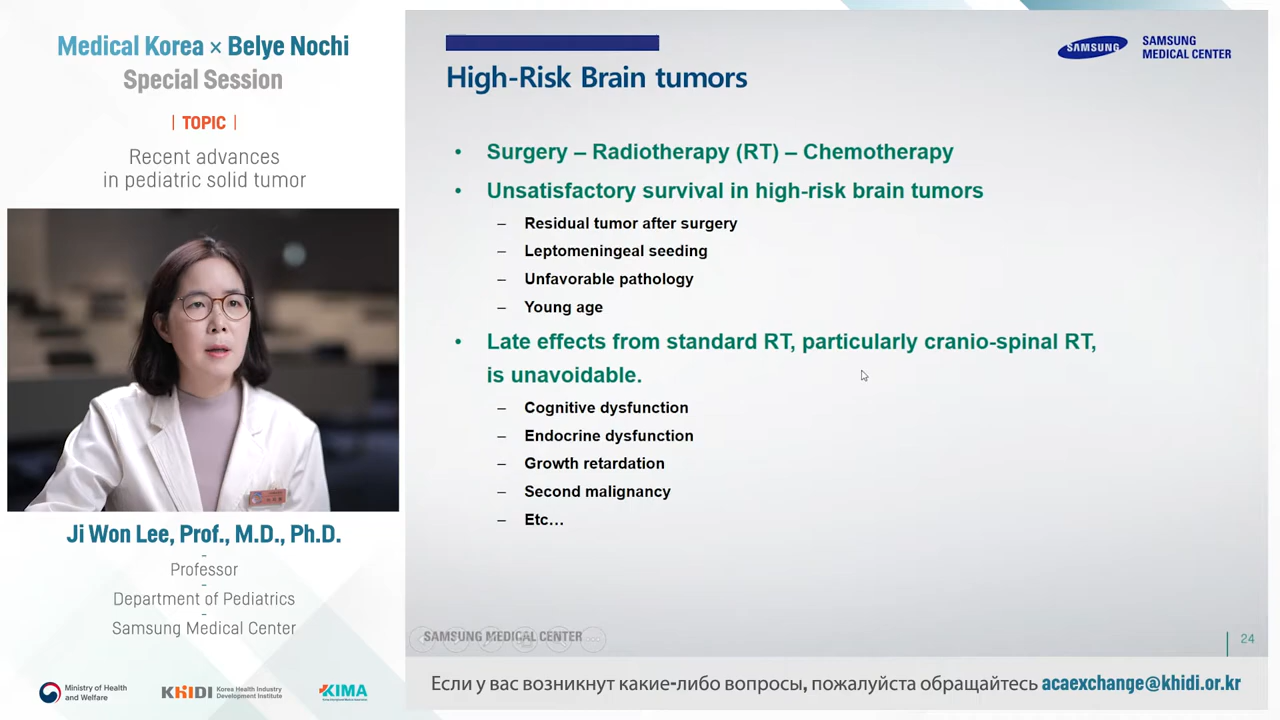 Medical Korea × Belye Nochi
Special Session
| TOPIC |
Recent advances
in pediatric solid tumor
Ji Won Lee, Prof., M.D., Ph.D.
-
Professor
-
Department of Pediatrics
-
Samsung Medical Center
Ministry of Health
and Welfare
KHIDI Korea Health Industry
Development Institute
KIMA
SAMSUNG
SAMSUNG
MEDICAL CENTER
High-Risk Brain tumors
• Surgery – Radiotherapy (RT) – Chemotherapy
• Unsatisfactory survival in high-risk brain tumors
– Residual tumor after surgery
– Leptomeningeal seeding
– Unfavorable pathology
– Young age
• Late effects from standard RT, particularly cranio-spinal RT,
is unavoidable.
– Cognitive dysfunction
– Endocrine dysfunction
– Growth retardation
– Second malignancy
– Etc…
SAMSUNG MEDICAL CENTER
24
Если у вас возникнут какие-либо вопросы, пожалуйста обращайтесь acaexchange@khidi.or.kr